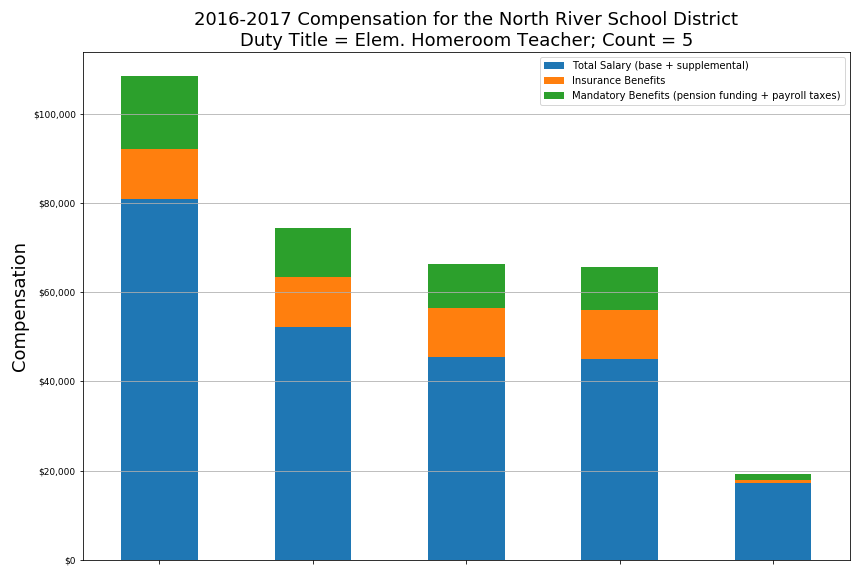 2016-2017 Compensation for the North River School District
Duty Title = Elem. Homeroom Teacher; Count = 5
Total Salary (base + supplemental)
Insurance Benefits
Mandatory Benefits (pension funding + payroll taxes)
Compensation
$100,000
$80,000
$60,000
$40,000
$20,000
$0